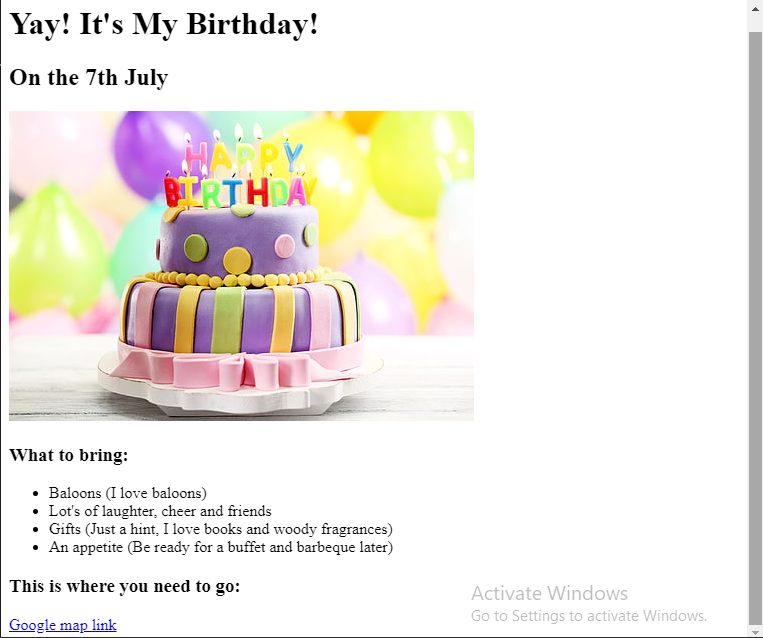 Yay! It's My Birthday!
On the 7th July
HAPPY
BIRTHDAY
What to bring:
Baloons (I love baloons)
Lot's of laughter, cheer and friends
Gifts (Just a hint, I love books and woody fragrances)
An appetite (Be ready for a buffet and barbeque later)
This is where you need to go:
Google map link
Activate Windows
Go to Settings to activate Windows.